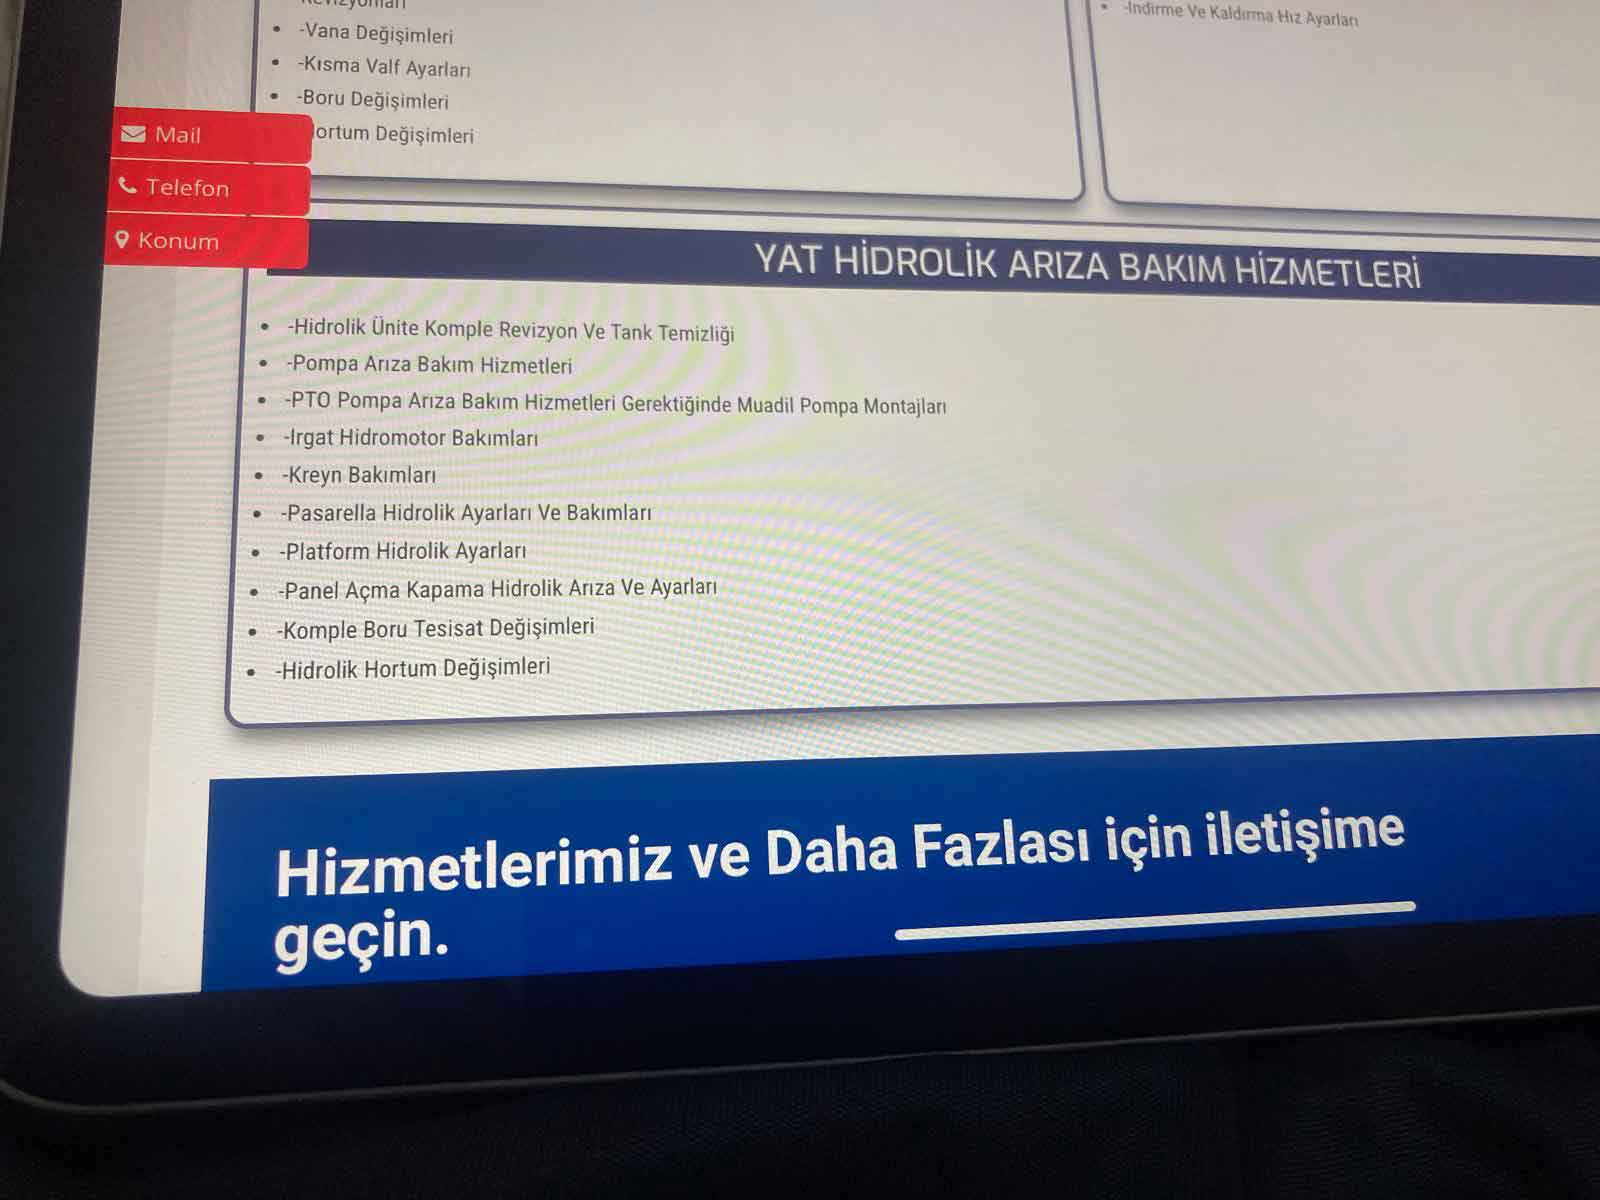 Revizyonları
-Vana Değişimleri
-Kısma Valf Ayarları
-Boru Değişimleri
ortum Değişimleri
-İndirme Ve Kaldırma Hız Ayarları
Mail
Telefon
Konum
YAT HİDROLİK ARIZA BAKIM HİZMETLERİ
-Hidrolik Ünite Komple Revizyon Ve Tank Temizliği
-Pompa Arıza Bakım Hizmetleri
-PTO Pompa Arıza Bakım Hizmetleri Gerektiğinde Muadil Pompa Montajları
-Irgat Hidromotor Bakımları
-Kreyn Bakımları
-Pasarella Hidrolik Ayarları Ve Bakımları
-Platform Hidrolik Ayarları
-Panel Açma Kapama Hidrolik Arıza Ve Ayarları
-Komple Boru Tesisat Değişimleri
-Hidrolik Hortum Değişimleri
Hizmetlerimiz ve Daha Fazlası için iletişime
geçin.